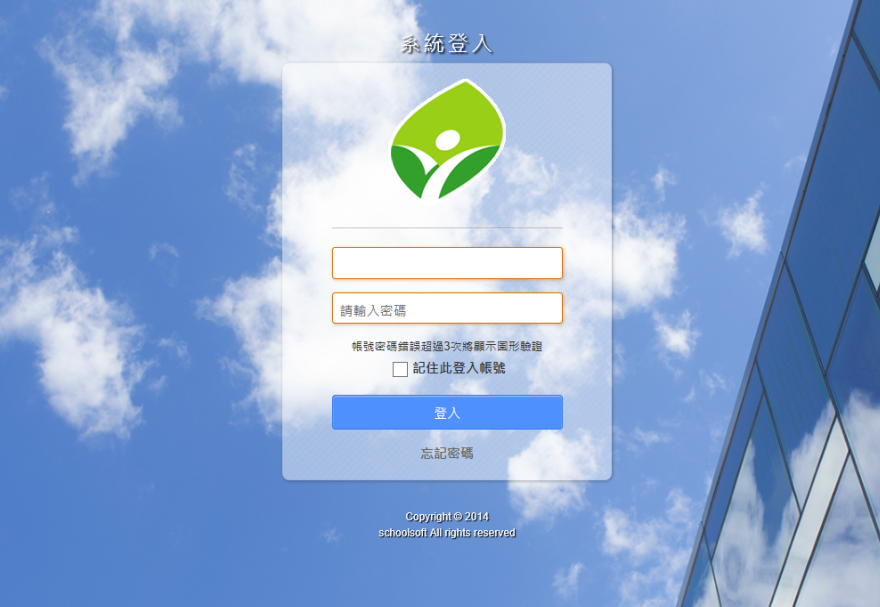 系統登入
請輸入密碼
帳號密碼錯誤超過3次將顯示圖形驗證
記住此登入帳號
登入
忘記密碼
Copyright © 2014
schoolsoft All rights reserved